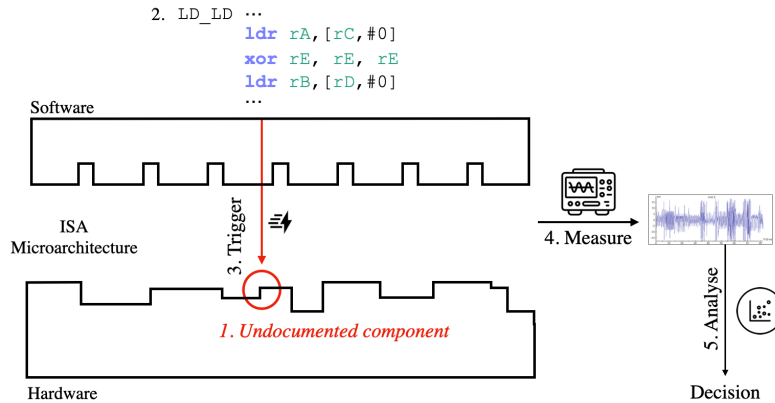 2. LD_LD ...
ldr rA,[rC,#0]
xor rE, rE, rE
ldr rB,[rD,#0]
...
Software
ISA
Microarchitecture
3. Trigger
4. Measure
1. Undocumented component
5. Analyse
Hardware
Decision